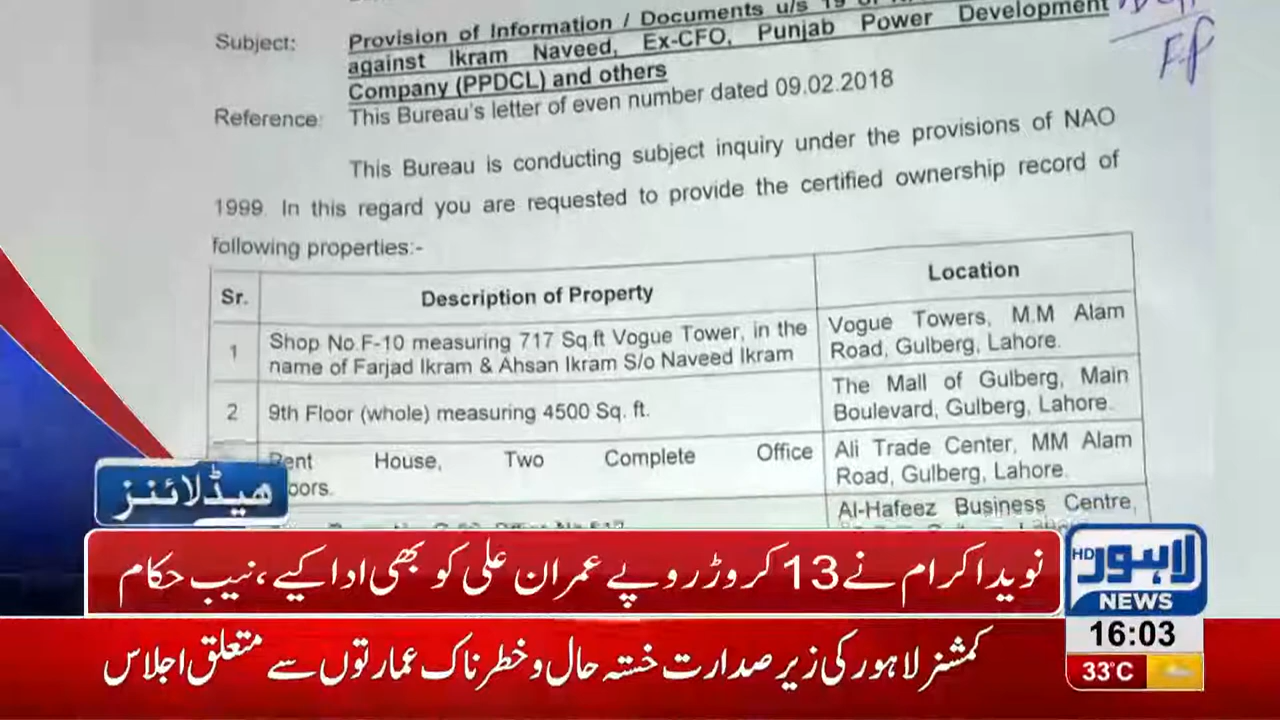 Subject: Provision of Information / Documents u/s 19 of
against Ikram Naveed, Ex-CFO, Punjab Power Development
Company (PPDCL) and others
Reference: This Bureau's letter of even number dated 09.02.2018
This Bureau is conducting subject inquiry under the provisions of NAO
1999. In this regard you are requested to provide the certified ownership record of
following properties:-
Sr. Description of Property Location
1 Shop No.F-10 measuring 717 Sq.ft Vogue Tower, in the
name of Farjad Ikram & Ahsan Ikram S/o Naveed Ikram
Vogue Towers, M.M Alam
Road, Gulberg, Lahore.
2 9th Floor (whole) measuring 4500 Sq. ft.
The Mall of Gulberg, Main
Boulevard, Gulberg, Lahore.
House, Two Complete Office
Ali Trade Center, MM Alam
Road, Gulberg, Lahore.
Al-Hafeez Business Centre,
ہیڈلائنز
نوید اکرام نے 13 کروڑ روپے عمران علی کو بھی ادا کیے، نیب حکام
کمشنر لاہور کی زیر صدارت خستہ حال و خطرناک عمارتوں سے متعلق اجلاس
لاہور HD
NEWS
16:03
33°C